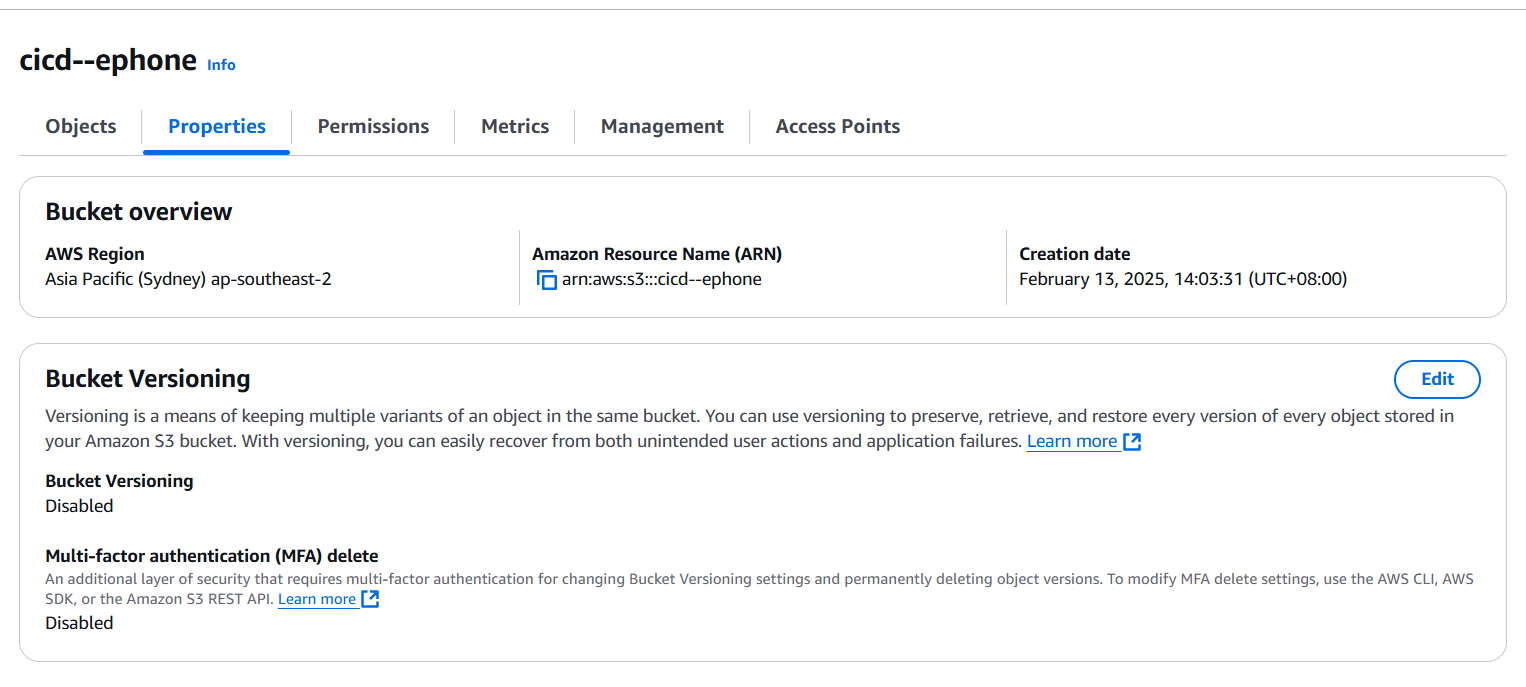 cicd--ephone Info
Objects Properties Permissions Metrics Management Access Points
Bucket overview
AWS Region
Asia Pacific (Sydney) ap-southeast-2
Amazon Resource Name (ARN)
arn:aws:s3:::cicd--ephone
Creation date
February 13, 2025, 14:03:31 (UTC+08:00)
Bucket Versioning
Edit
Versioning is a means of keeping multiple variants of an object in the same bucket. You can use versioning to preserve, retrieve, and restore every version of every object stored in
your Amazon S3 bucket. With versioning, you can easily recover from both unintended user actions and application failures. Learn more
Bucket Versioning
Disabled
Multi-factor authentication (MFA) delete
An additional layer of security that requires multi-factor authentication for changing Bucket Versioning settings and permanently deleting object versions. To modify MFA delete settings, use the AWS CLI, AWS
SDK, or the Amazon S3 REST API. Learn more
Disabled